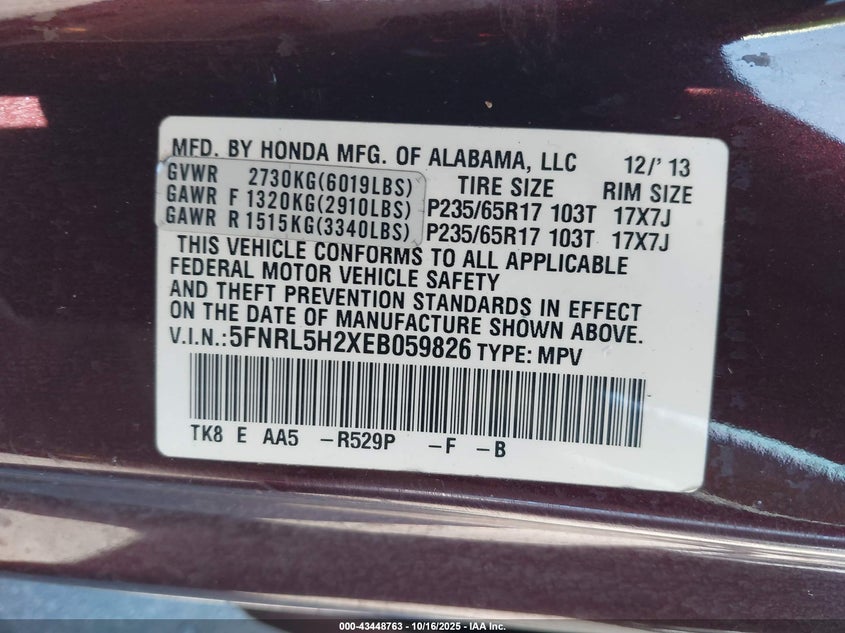 MFD. BY HONDA MFG. OF ALABAMA, LLC 12/'13
GVWR 2730KG(6019LBS) TIRE SIZE RIM SIZE
GAWR F 1320KG(2910LBS) P235/65R17 103T 17X7J
GAWR R 1515KG(3340LBS) P235/65R17 103T 17X7J
THIS VEHICLE CONFORMS TO ALL APPLICABLE
FEDERAL MOTOR VEHICLE SAFETY
AND THEFT PREVENTION STANDARDS IN EFFECT
ON THE DATE OF MANUFACTURE SHOWN ABOVE.
V.I.N.: 5FNRL5H2XEB059826 TYPE: MPV
TK8 E AA5 -R529P -F -B
000-43448763 - 10/16/2025 - IAA Inc.